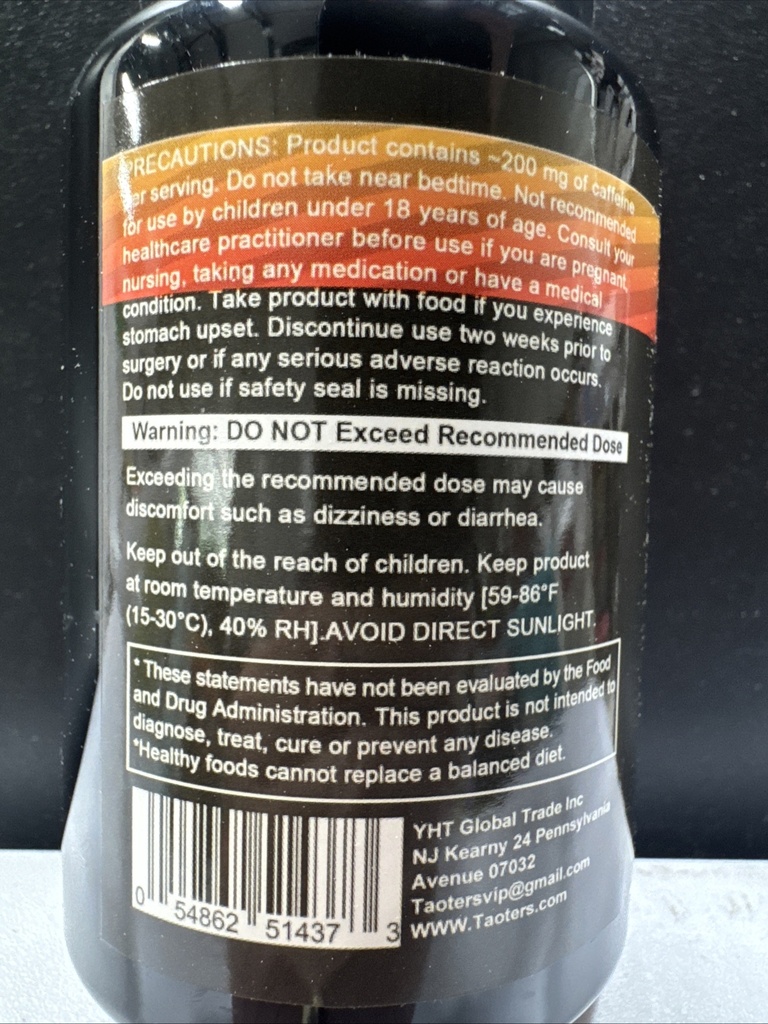 PRECAUTIONS: Product contains ~200 mg of caffeine
per serving. Do not take near bedtime. Not recommended
for use by children under 18 years of age. Consult your
healthcare practitioner before use if you are pregnant,
nursing, taking any medication or have a medical
condition. Take product with food if you experience
stomach upset. Discontinue use two weeks prior to
surgery or if any serious adverse reaction occurs.
Do not use if safety seal is missing.
Warning: DO NOT Exceed Recommended Dose
Exceeding the recommended dose may cause
discomfort such as dizziness or diarrhea.
Keep out of the reach of children. Keep product
at room temperature and humidity [59-86°F
(15-30°C), 40% RH].AVOID DIRECT SUNLIGHT.
* These statements have not been evaluated by the Food
and Drug Administration. This product is not intended to
diagnose, treat, cure or prevent any disease.
*Healthy foods cannot replace a balanced diet.
0 54862 51437 3
YHT Global Trade Inc
NJ Kearny 24 Pennsylvania
Avenue 07032
Taotersvip@gmail.com
WWW.Taoters.com